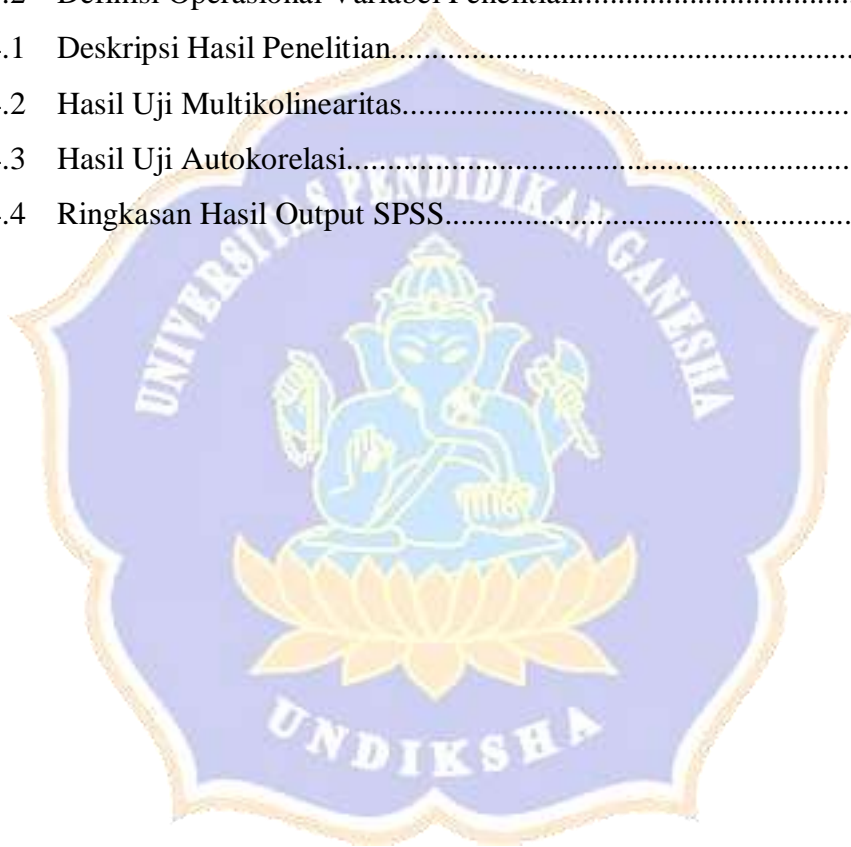 .2 Definisi Operasional Variabel Penelitian..........................
.1 Deskripsi Hasil Penelitian..................................................
.2 Hasil Uji Multikolinearitas.................................................
.3 Hasil Uji Autokorelasi.......................................................
.4 Ringkasan Hasil Output SPSS............................................
UNIVERSITAS PENDIDIKAN GANESHA
UNDIKSHA